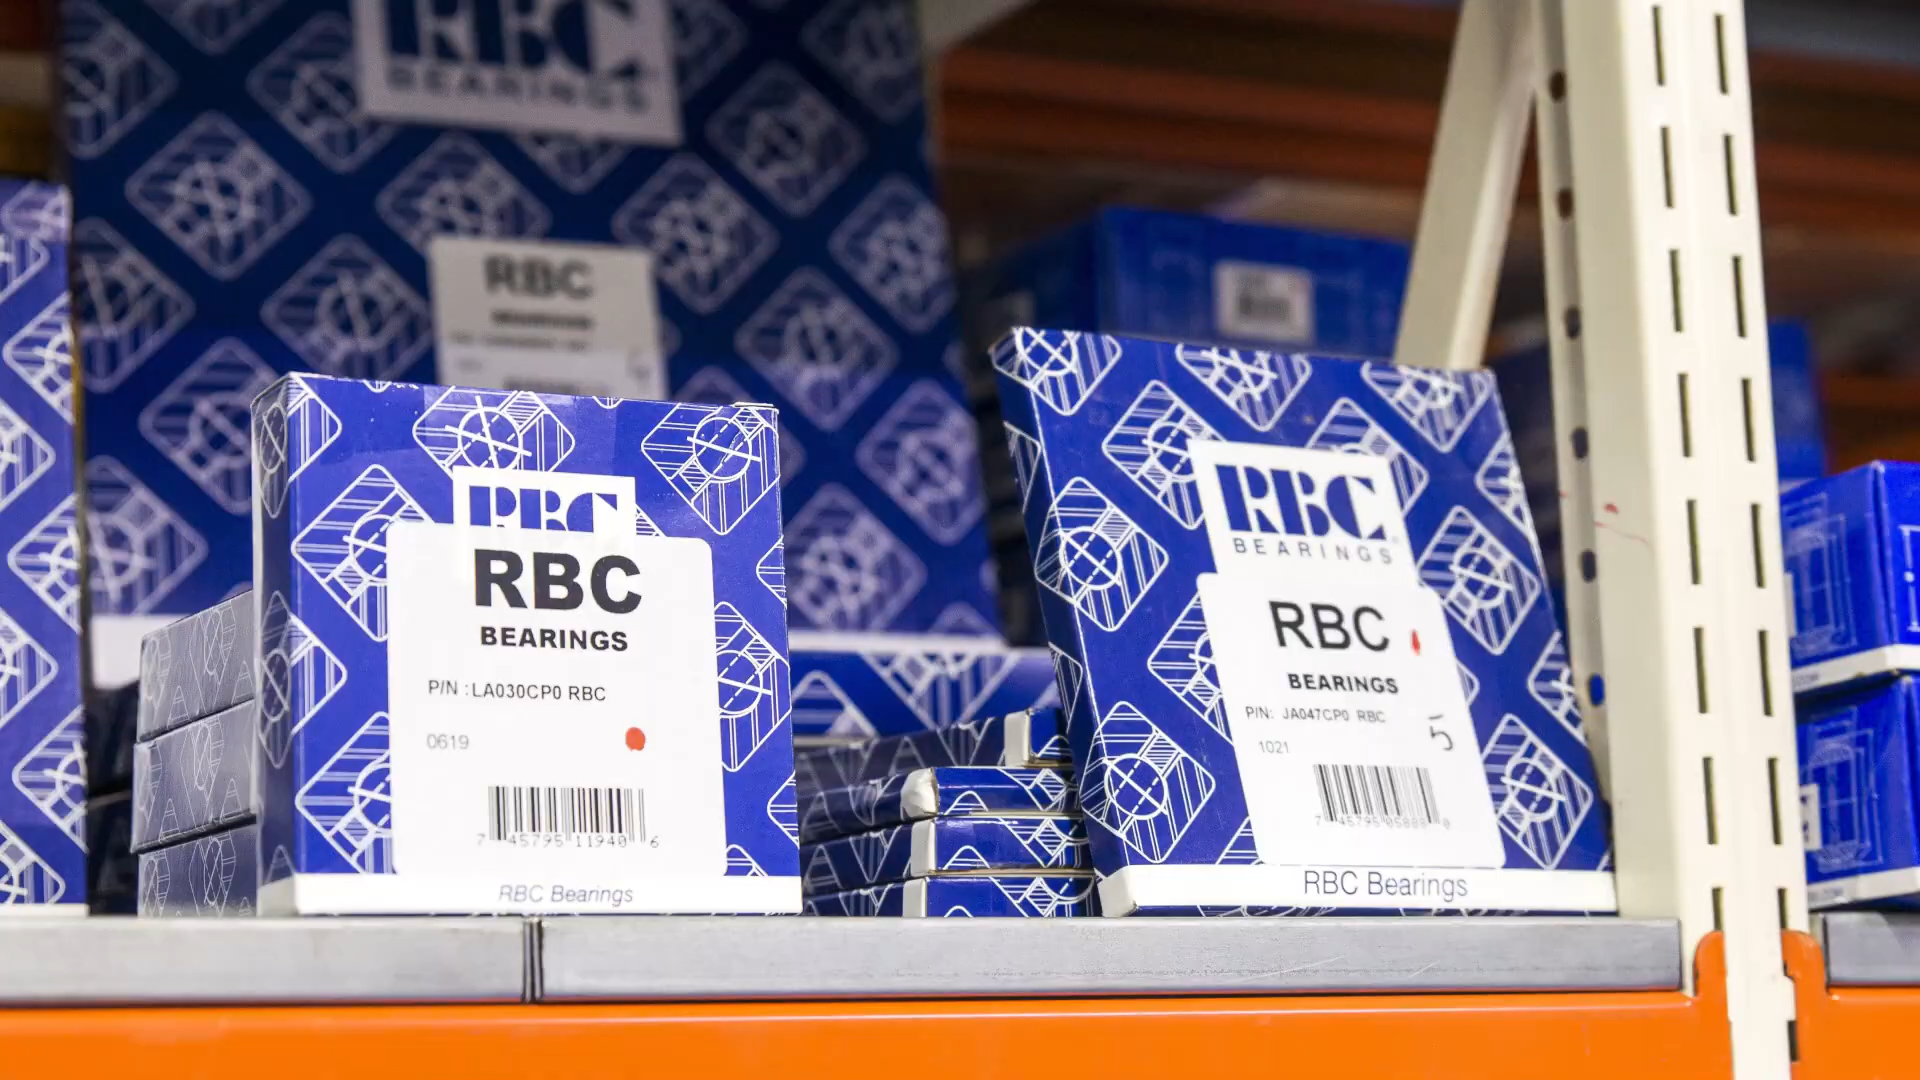 RBC
BEARINGS
RBC
RBC
RBC
BEARINGS
P/N : LA030CP0 RBC
0619
7 45795 11940 6
RBC Bearings
RBC
BEARINGS
RBC
BEARINGS
P/N: JA047CP0 RBC
5
1021
RBC Bearings